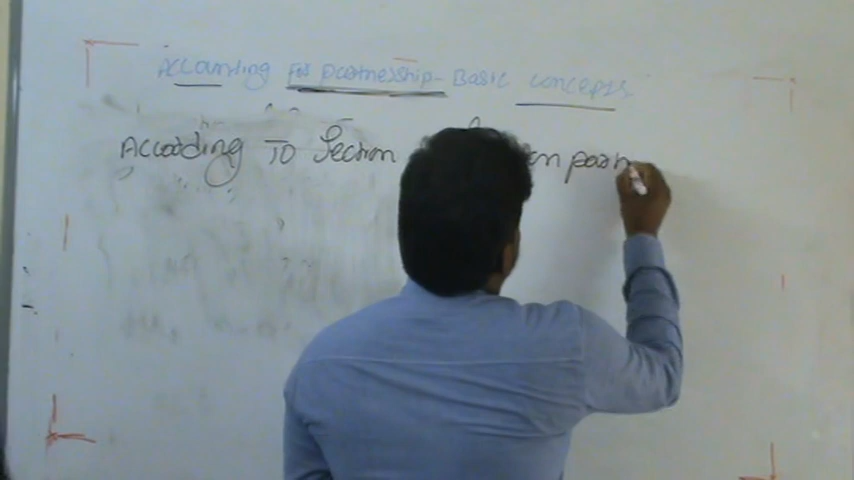 Accounting For Partnership - Basic concepts
According To Section